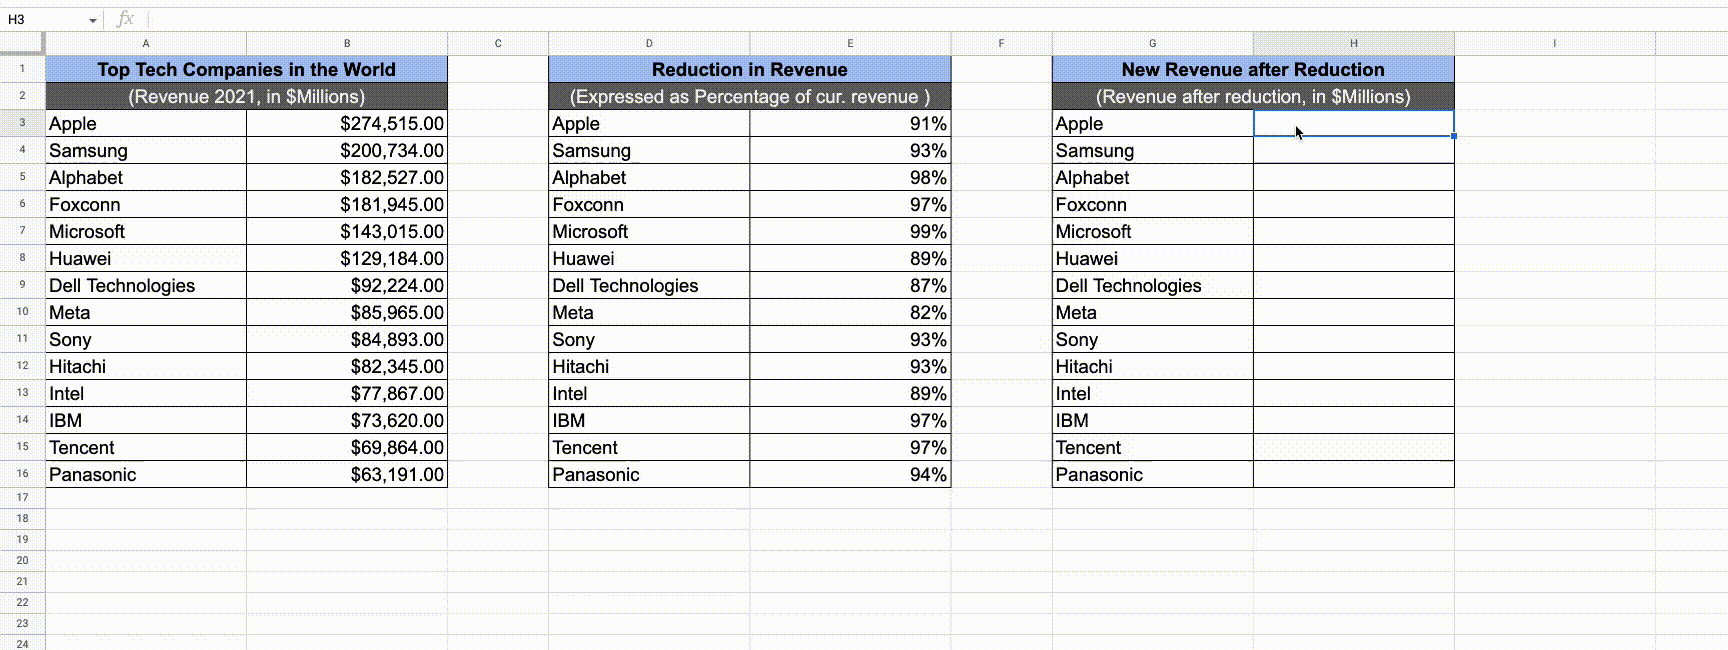 H3 fx
A B C D E F G H I
1 Top Tech Companies in the World Reduction in Revenue New Revenue after Reduction
2 (Revenue 2021, in $Millions) (Expressed as Percentage of cur. revenue ) (Revenue after reduction, in $Millions)
3 Apple $274,515.00 Apple 91% Apple
4 Samsung $200,734.00 Samsung 93% Samsung
5 Alphabet $182,527.00 Alphabet 98% Alphabet
6 Foxconn $181,945.00 Foxconn 97% Foxconn
7 Microsoft $143,015.00 Microsoft 99% Microsoft
8 Huawei $129,184.00 Huawei 89% Huawei
9 Dell Technologies $92,224.00 Dell Technologies 87% Dell Technologies
10 Meta $85,965.00 Meta 82% Meta
11 Sony $84,893.00 Sony 93% Sony
12 Hitachi $82,345.00 Hitachi 93% Hitachi
13 Intel $77,867.00 Intel 89% Intel
14 IBM $73,620.00 IBM 97% IBM
15 Tencent $69,864.00 Tencent 97% Tencent
16 Panasonic $63,191.00 Panasonic 94% Panasonic
17
18
19
20
21
22
23
24